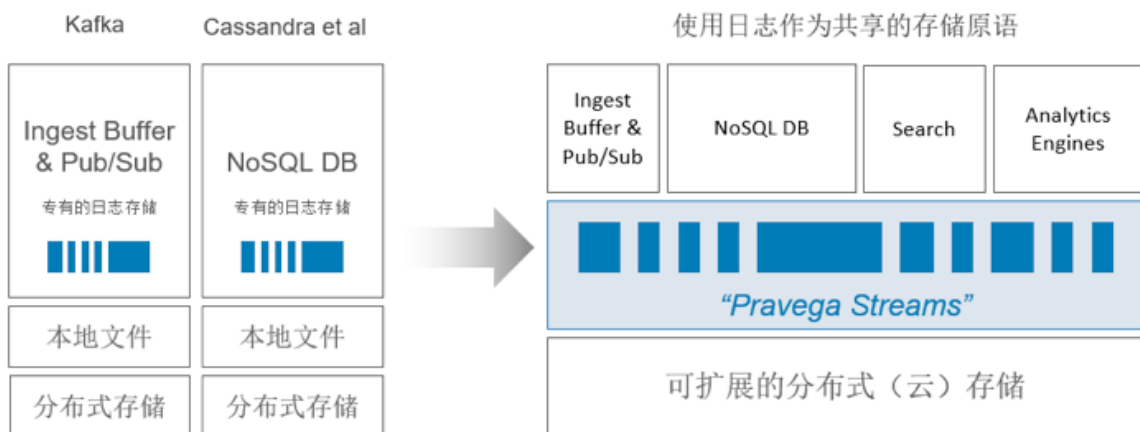 Kafka
Cassandra et al
Ingest Buffer
& Pub/Sub
专有的日志存储
NoSQL DB
专有的日志存储
本地文件
本地文件
分布式存储
分布式存储
使用日志作为共享的存储原语
Ingest
Buffer &
Pub/Sub
NoSQL DB
Search
Analytics
Engines
“Pravega Streams”
可扩展的分布式（云）存储